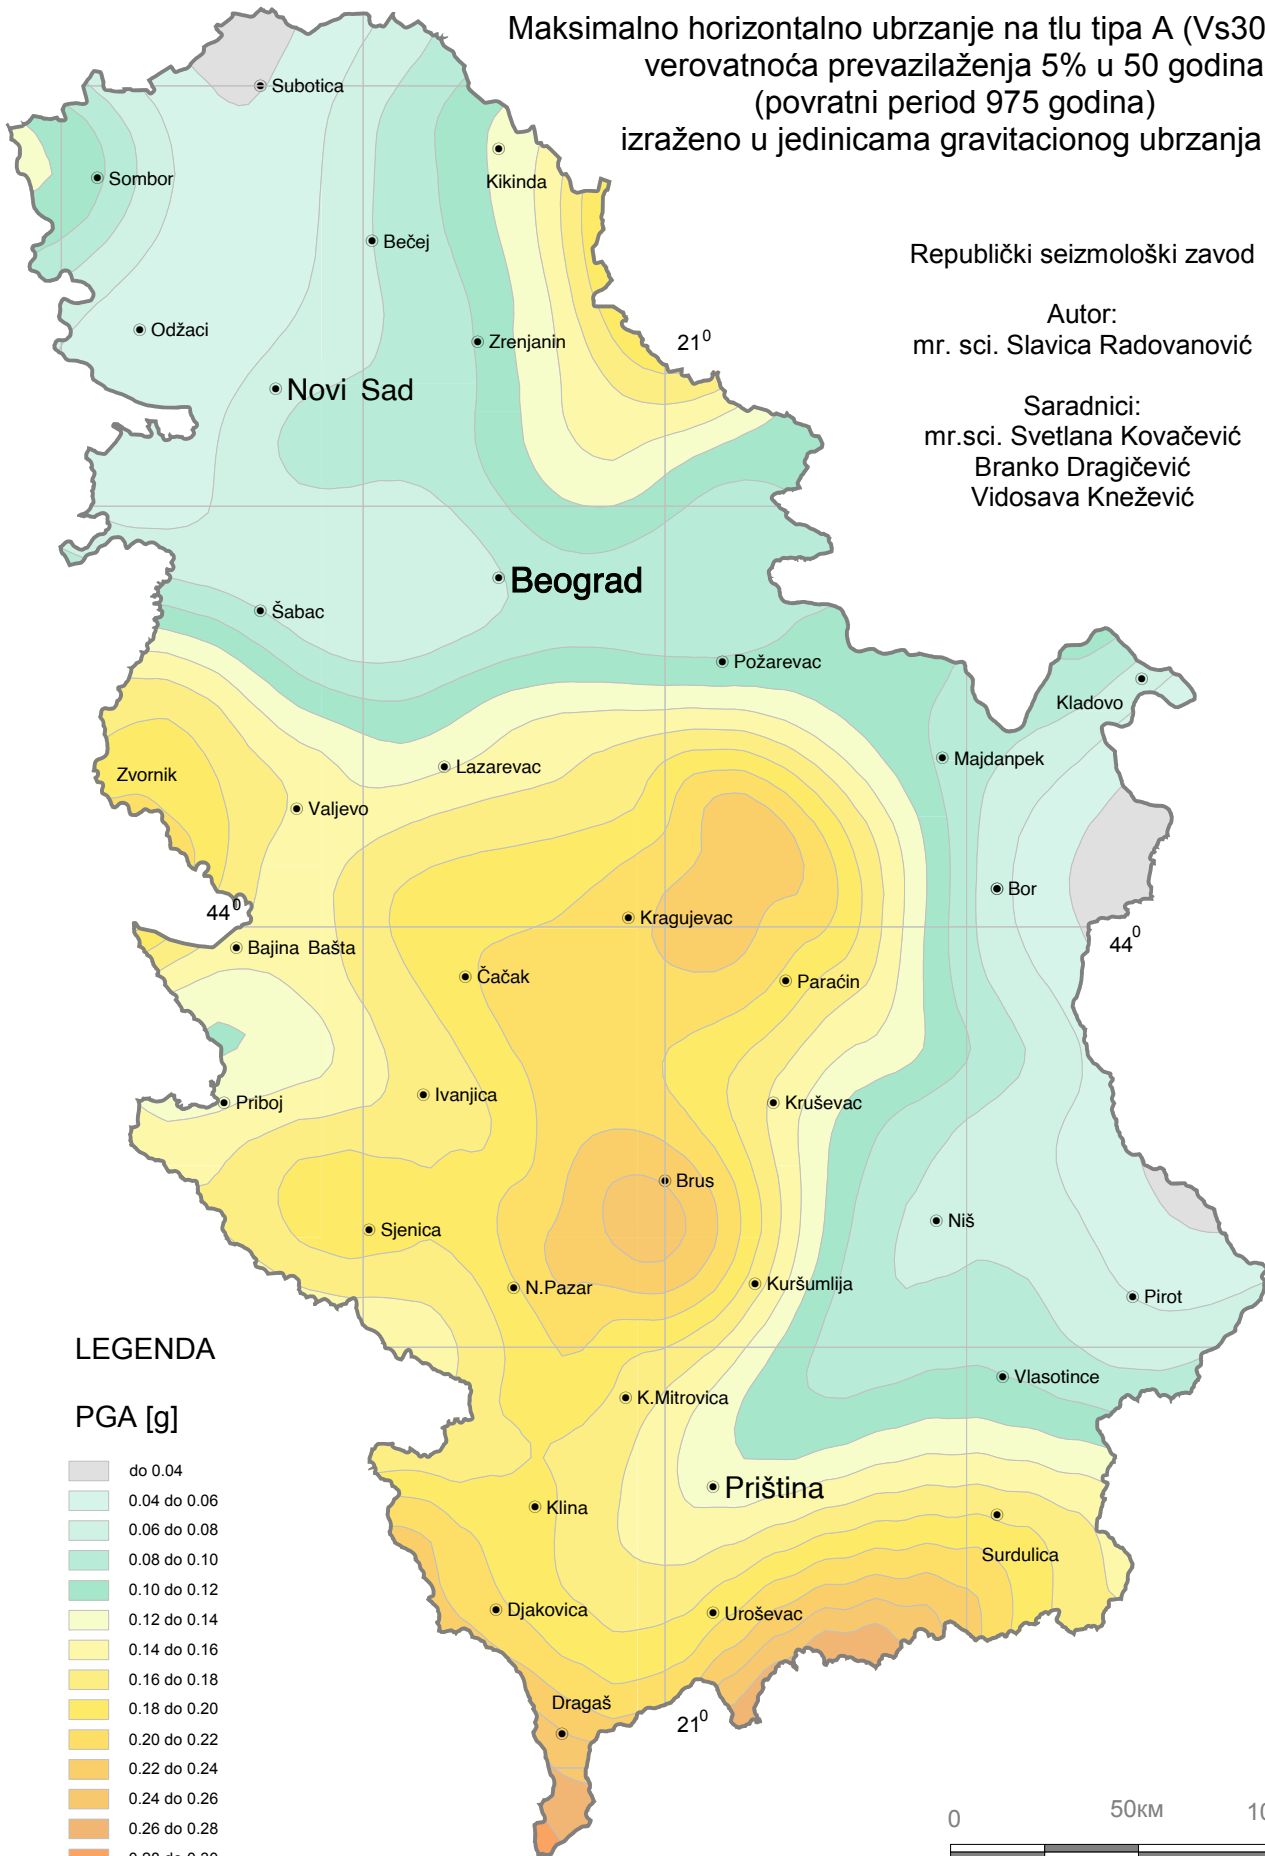 Maksimalno horizontalno ubrzanje na tlu tipa A (Vs30
verovatnoća prevazilaženja 5% u 50 godina
(povratni period 975 godina)
izraženo u jedinicama gravitacionog ubrzanja
Republički seizmološki zavod
Autor:
mr. sci. Slavica Radovanović
Saradnici:
mr.sci. Svetlana Kovačević
Branko Dragičević
Vidosava Knežević
Subotica
Sombor
Kikinda
Bečej
Odžaci
Zrenjanin
21⁰
Novi Sad
Beograd
Šabac
Požarevac
Kladovo
Majdanpek
Lazarevac
Zvornik
Valjevo
Bor
44⁰
Kragujevac
44⁰
Bajina Bašta
Čačak
Paraćin
Ivanjica
Priboj
Kruševac
Brus
Niš
Sjenica
N.Pazar
Kuršumlija
Pirot
Vlasotince
K.Mitrovica
Priština
Klina
Surdulica
Djakovica
Uroševac
Dragaš
21⁰
LEGENDA
PGA [g]
do 0.04
0.04 do 0.06
0.06 do 0.08
0.08 do 0.10
0.10 do 0.12
0.12 do 0.14
0.14 do 0.16
0.16 do 0.18
0.18 do 0.20
0.20 do 0.22
0.22 do 0.24
0.24 do 0.26
0.26 do 0.28
0.28 do 0.30
0 50км 10